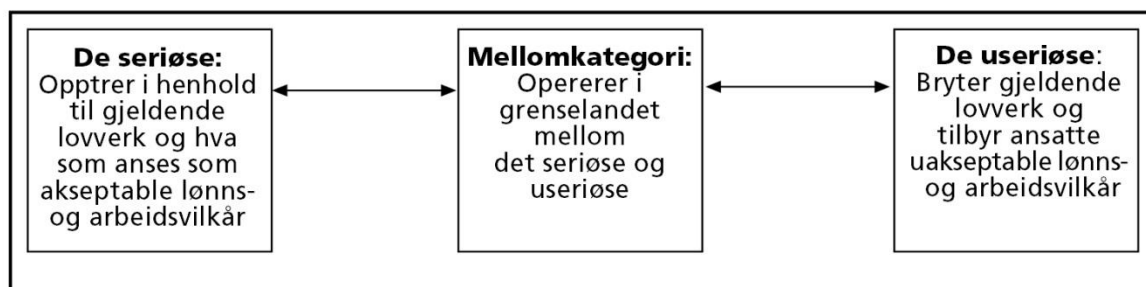 De seriøse:
Opptrer i henhold
til gjeldende
lovverk og hva
som anses som
akseptable lønns-
og arbeidsvilkår
Mellomkategori:
Opererer i
grenselandet
mellom
det seriøse og
useriøse
De useriøse:
Bryter gjeldende
lovverk og
tilbyr ansatte
uakseptable lønns-
og arbeidsvilkår